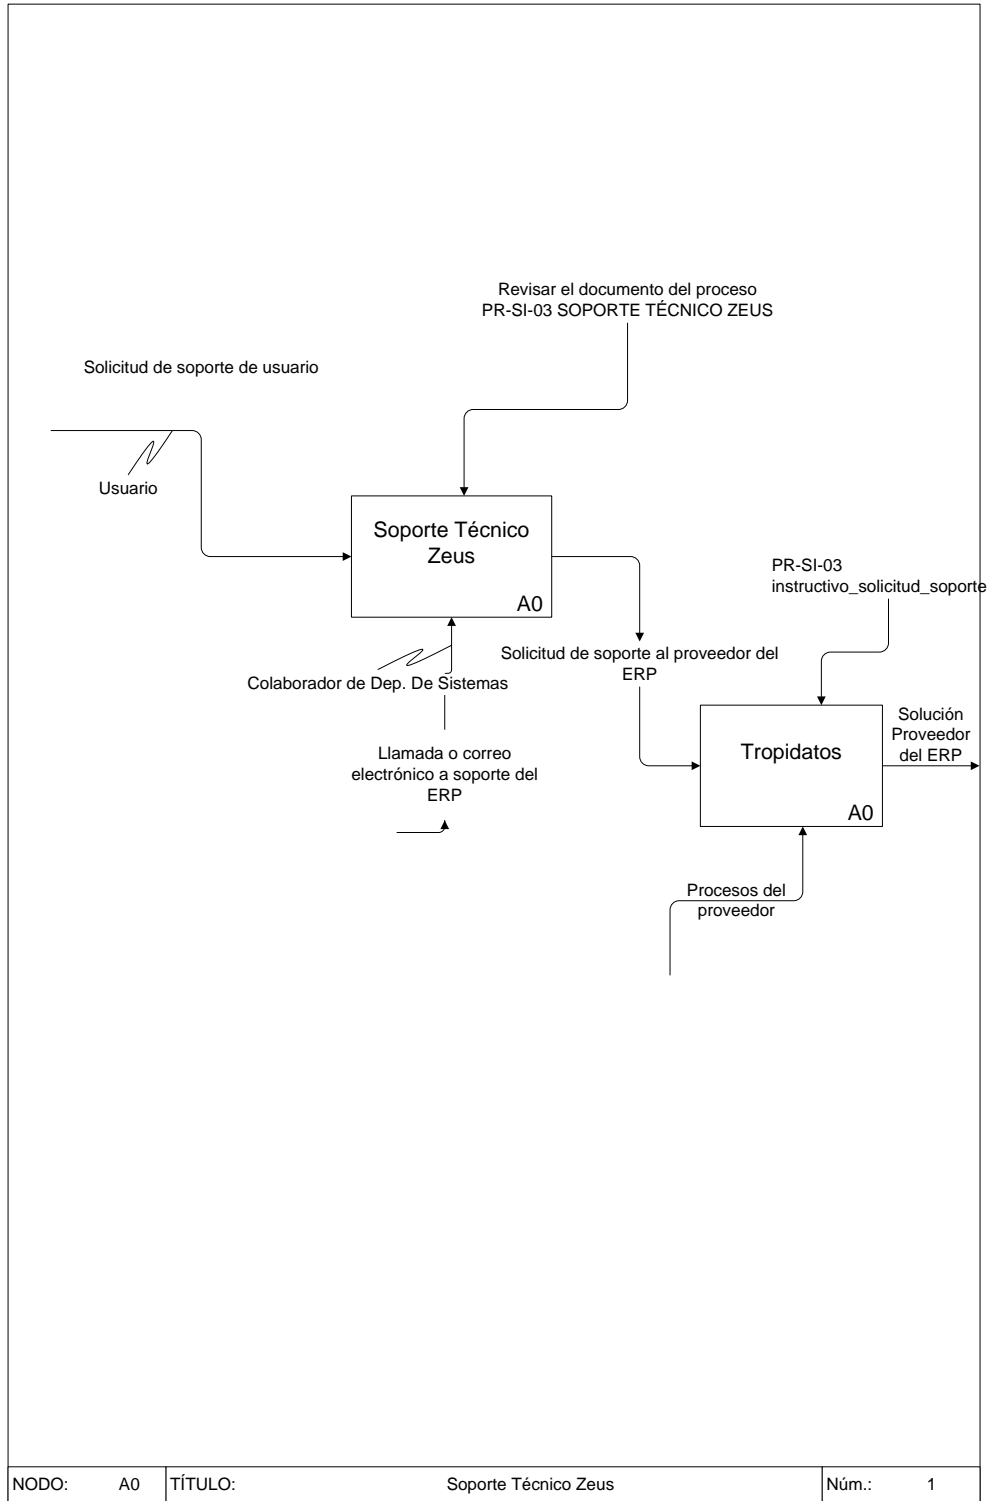 Revisar el documento del proceso
PR-SI-03 SOPORTE TÉCNICO ZEUS
Solicitud de soporte de usuario
Usuario
Soporte Técnico
Zeus
A0
PR-SI-03
instructivo_solicitud_soporte
Solicitud de soporte al proveedor del
ERP
Colaborador de Dep. De Sistemas
Llamada o correo
electrónico a soporte del
ERP
Tropidatos
A0
Solución
Proveedor
del ERP
Procesos del
proveedor
NODO: A0 TÍTULO: Soporte Técnico Zeus Núm.: 1